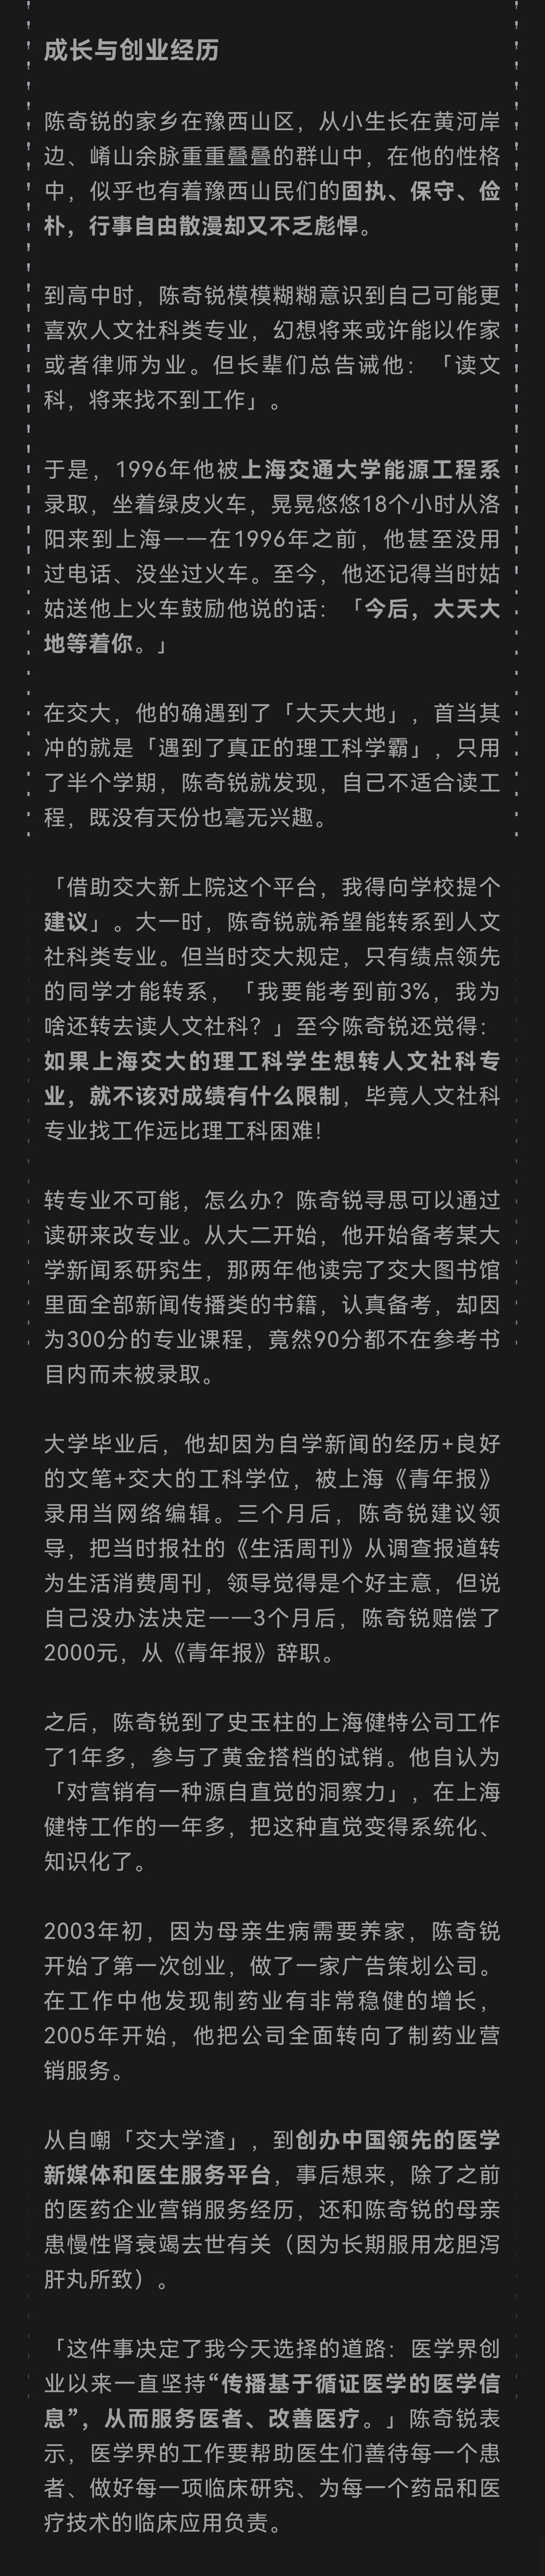 成长与创业经历
陈奇锐的家乡在豫西山区，从小生长在黄河岸
边、崤山余脉重重叠叠的群山中，在他的性格
中，似乎也有着豫西山民们的固执、保守、俭
朴，行事自由散漫却又不乏彪悍。
到高中时，陈奇锐模模糊糊意识到自己可能更
喜欢人文社科类专业，幻想将来或许能以作家
或者律师为业。但长辈们总告诫他：「读文
科，将来找不到工作」。
于是，1996年他被上海交通大学能源工程系
录取，坐着绿皮火车，晃晃悠悠18个小时从洛
阳来到上海一一在1996年之前，他甚至没用
过电话、没坐过火车。至今，他还记得当时姑
姑送他上火车鼓励他说的话：「今后，大天大
地等着你。」
在交大，他的确遇到了「大天大地」，首当其
冲的就是「遇到了真正的理工科学霸」，只用
了半个学期，陈奇锐就发现，自己不适合读工
程，既没有天份也毫无兴趣。
「借助交大新上院这个平台，我得向学校提个
建议」。大一时，陈奇锐就希望能转系到人文
社科类专业。但当时交大规定，只有绩点领先
的同学才能转系，「我要能考到前3%，我为
啥还转去读人文社科？」至今陈奇锐还觉得：
如果上海交大的理工科学生想转人文社科专
业，就不该对成绩有什么限制，毕竟人文社科
专业找工作远比理工科困难！
转专业不可能，怎么办？陈奇锐寻思可以通过
读研来改专业。从大二开始，他开始备考某大
学新闻系研究生，那两年他读完了交大图书馆
里面全部新闻传播类的书籍，认真备考，却因
为300分的专业课程，竟然90分都不在参考书
目内而未被录取。
大学毕业后，他却因为自学新闻的经历+良好
的文笔+交大的工科学位，被上海《青年报》
录用当网络编辑。三个月后，陈奇锐建议领
导，把当时报社的《生活周刊》从调查报道转
为生活消费周刊，领导觉得是个好主意，但说
自己没办法决定一一3个月后，陈奇锐赔偿了
2000元，从《青年报》辞职。
之后，陈奇锐到了史玉柱的上海健特公司工作
了1年多，参与了黄金搭档的试销。他自认为
「对营销有一种源自直觉的洞察力」，在上海
健特工作的一年多，把这种直觉变得系统化、
知识化了。
2003年初，因为母亲生病需要养家，陈奇锐
开始了第一次创业，做了一家广告策划公司。
在工作中他发现制药业有非常稳健的增长，
2005年开始，他把公司全面转向了制药业营
销服务。
从自嘲「交大学渣」，到创办中国领先的医学
新媒体和医生服务平台，事后想来，除了之前
的医药企业营销服务经历，还和陈奇锐的母亲
患慢性肾衰竭去世有关（因为长期服用龙胆泻
肝丸所致）。
「这件事决定了我今天选择的道路：医学界创
业以来一直坚持“传播基于循证医学的医学信
息”，从而服务医者、改善医疗。」陈奇锐表
示，医学界的工作要帮助医生们善待每一个患
者、做好每一项临床研究、为每一个药品和医
疗技术的临床应用负责。